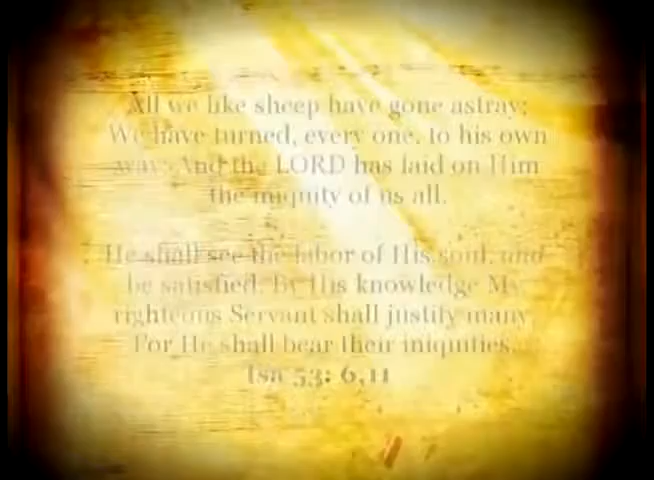 All we like sheep have gone astray;
We have turned, every one, to his own
way; And the LORD has laid on Him
the iniquity of us all.
He shall see the labor of His soul, and
be satisfied. By His knowledge My
righteous Servant shall justify many,
For He shall bear their iniquities.
Isa 53: 6,11